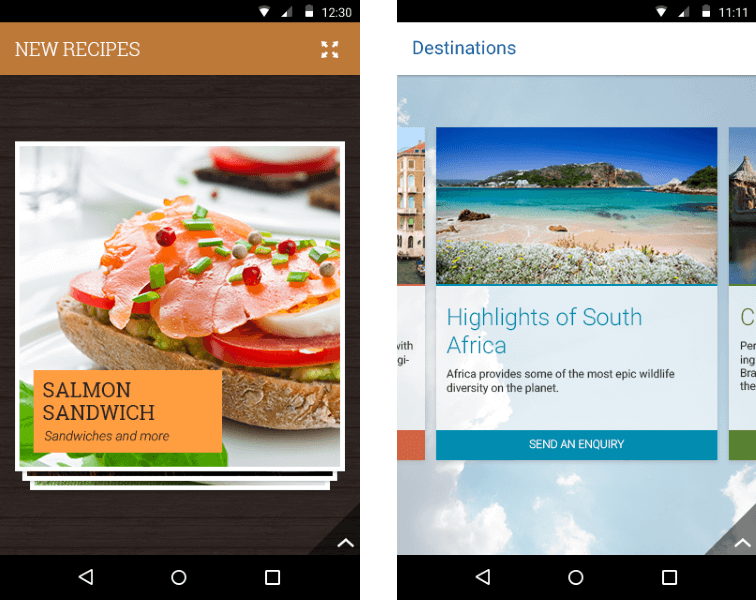 12:30
NEW RECIPES
SALMON
SANDWICH
Sandwiches and more
11:11
Destinations
with
gi-
Highlights of South
Africa
Africa provides some of the most epic wildlife
diversity on the planet.
SEND AN ENQUIRY
C
Per
ing
Bra
the